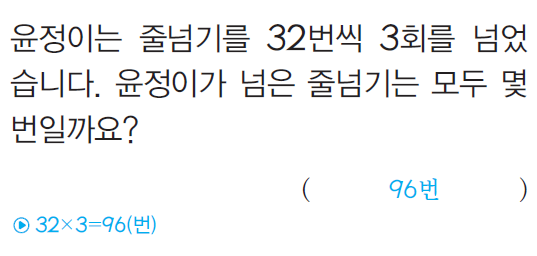 윤정이는 줄넘기를 32번씩 3회를 넘었
습니다. 윤정이가 넘은 줄넘기는 모두 몇
번일까요?
( 96번 )
32×3=96(번)